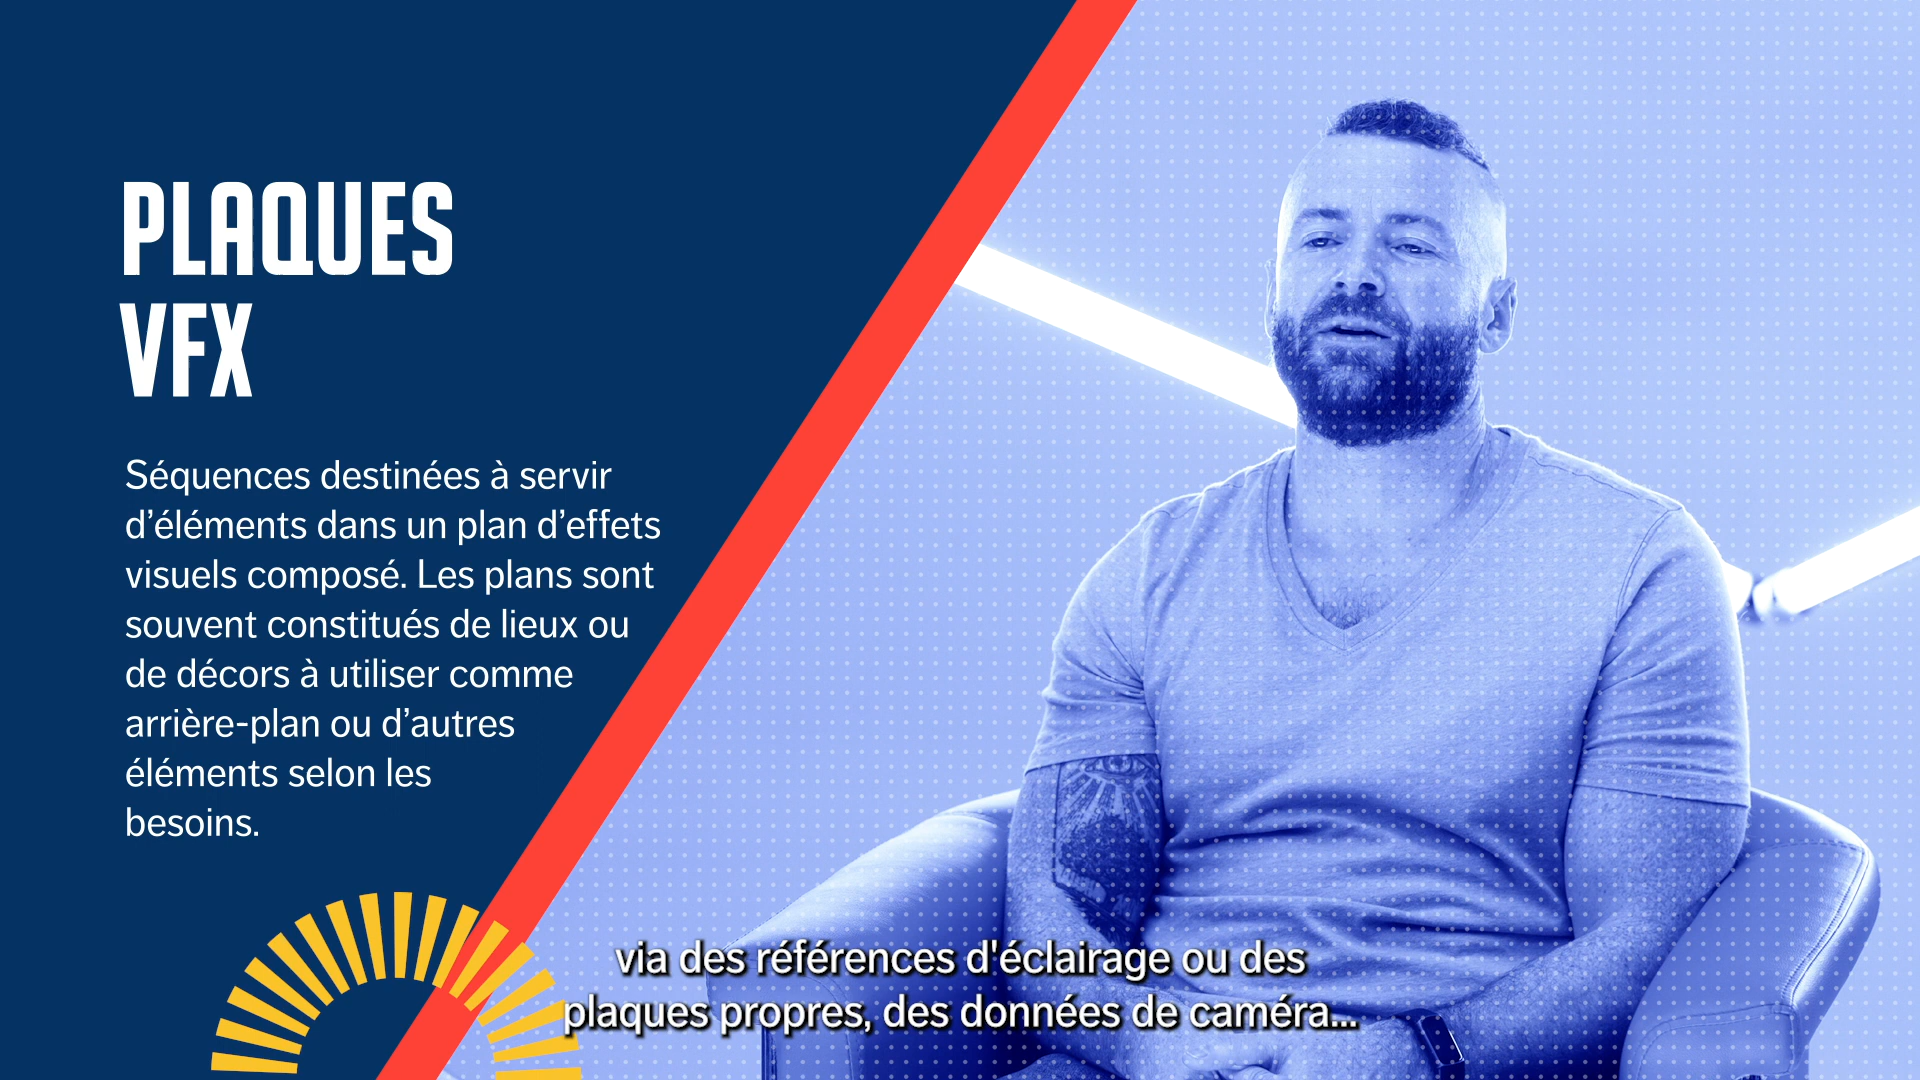 PLAQUES
VFX
Séquences destinées à servir
d’éléments dans un plan d’effets
visuels composé. Les plans sont
souvent constitués de lieux ou
de décors à utiliser comme
arrière-plan ou d’autres
éléments selon les
besoins.
via des références d'éclairage ou des
plaques propres, des données de caméra...